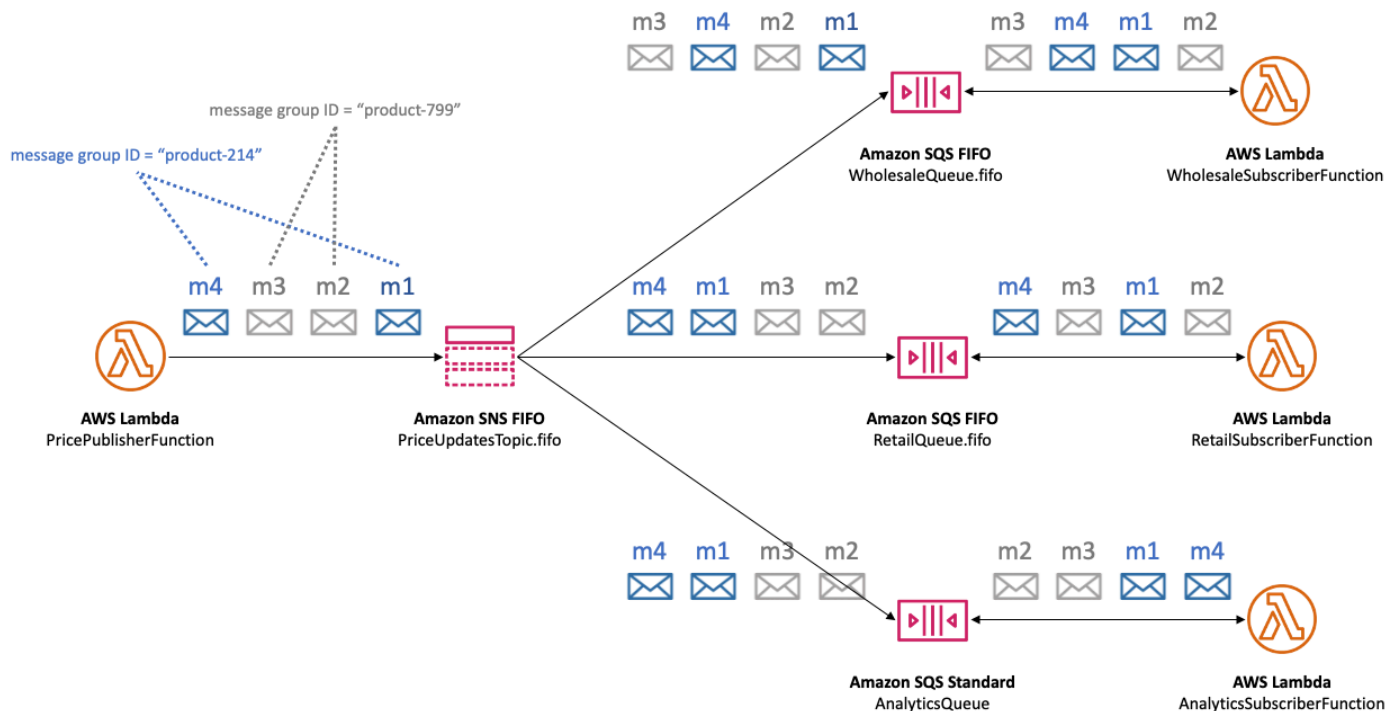 m3 m4 m2 m1
m3 m4 m1 m2
message group ID = “product-799”
message group ID = “product-214”
Amazon SQS FIFO
WholesaleQueue.fifo
AWS Lambda
WholesaleSubscriberFunction
m4 m3 m2 m1
m4 m1 m3 m2
m4 m3 m1 m2
AWS Lambda
PricePublisherFunction
Amazon SNS FIFO
PriceUpdatesTopic.fifo
Amazon SQS FIFO
RetailQueue.fifo
AWS Lambda
RetailSubscriberFunction
m4 m1 m3 m2
m2 m3 m1 m4
Amazon SQS Standard
AnalyticsQueue
AWS Lambda
AnalyticsSubscriberFunction